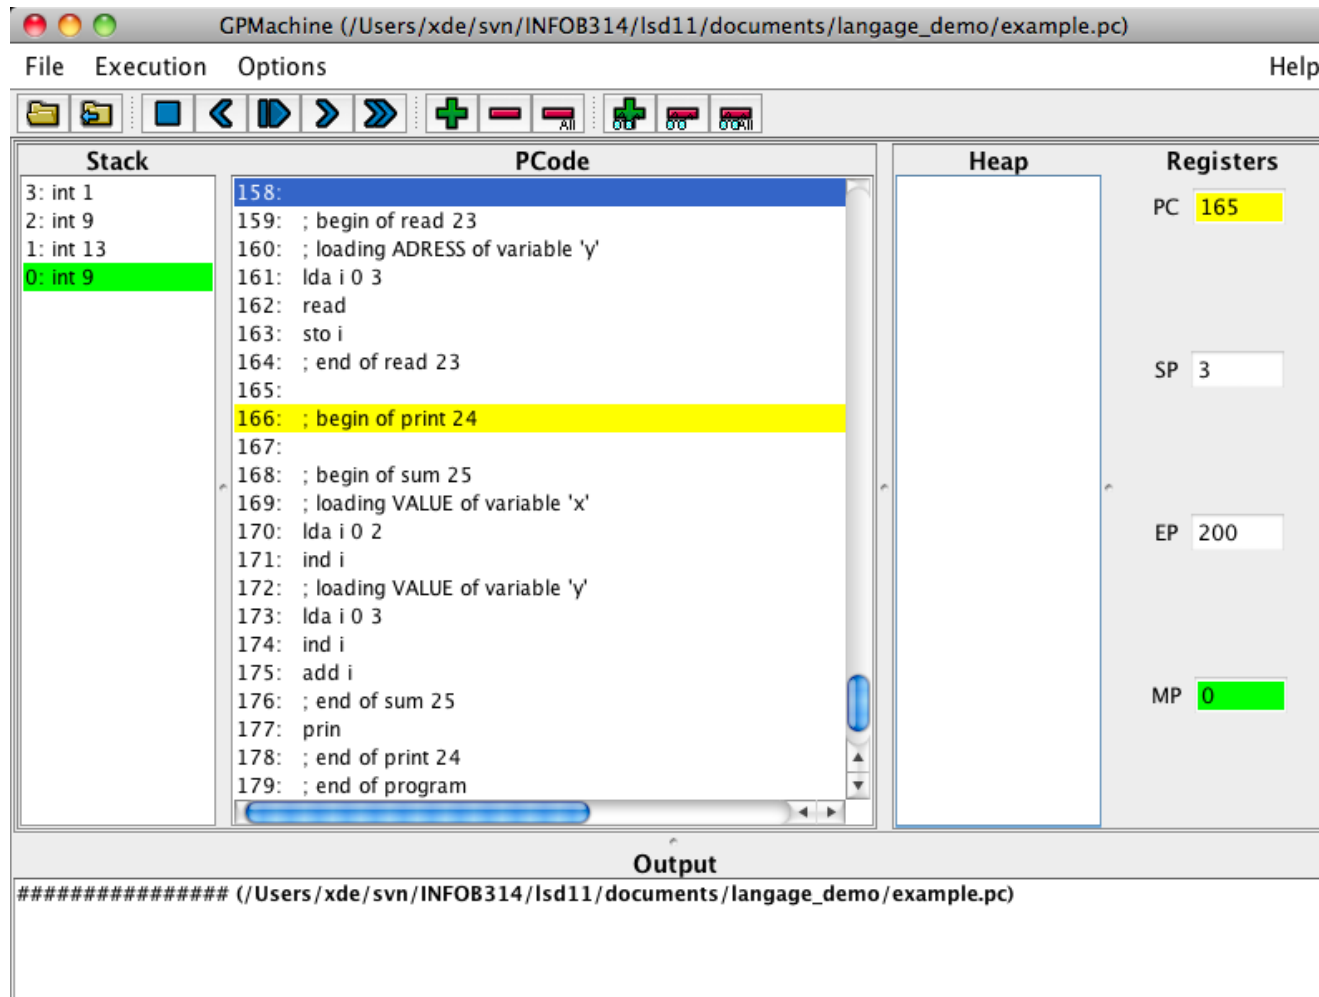 GPMachine (/Users/xde/svn/INFOB314/lsd11/documents/langage_demo/example.pc)
File Execution Options Help
All All
Stack PCode Heap Registers
3: int 1
2: int 9
1: int 13
0: int 9
158:
159: ; begin of read 23
160: ; loading ADRESS of variable 'y'
161: lda i 0 3
162: read
163: sto i
164: ; end of read 23
165:
166: ; begin of print 24
167:
168: ; begin of sum 25
169: ; loading VALUE of variable 'x'
170: lda i 0 2
171: ind i
172: ; loading VALUE of variable 'y'
173: lda i 0 3
174: ind i
175: add i
176: ; end of sum 25
177: prin
178: ; end of print 24
179: ; end of program
PC 165
SP 3
EP 200
MP 0
Output
################ (/Users/xde/svn/INFOB314/lsd11/documents/langage_demo/example.pc)